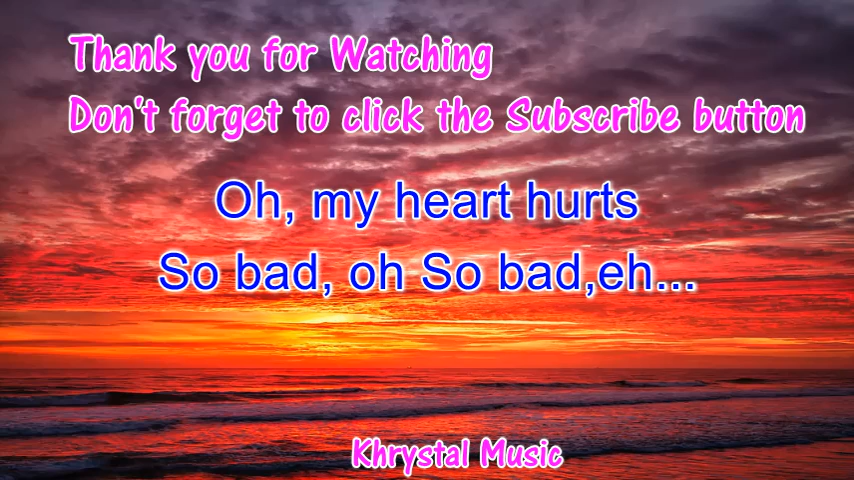 Thank you for Watching
Don't forget to click the Subscribe button
Oh, my heart hurts
So bad, oh So bad,eh...
Khrystal Music